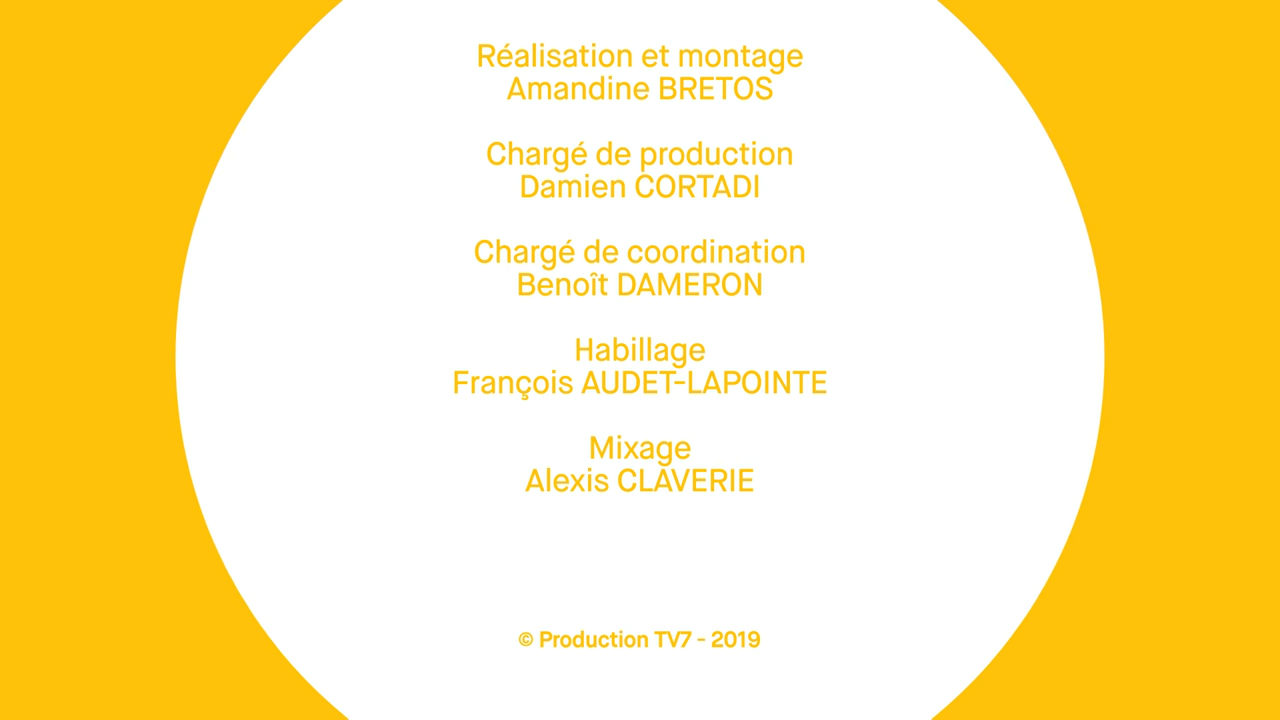 Réalisation et montage
Amandine BRETOS
Chargé de production
Damien CORTADI
Chargé de coordination
Benoît DAMERON
Habillage
François AUDET-LAPOINTE
Mixage
Alexis CLAVERIE
© Production TV7 - 2019